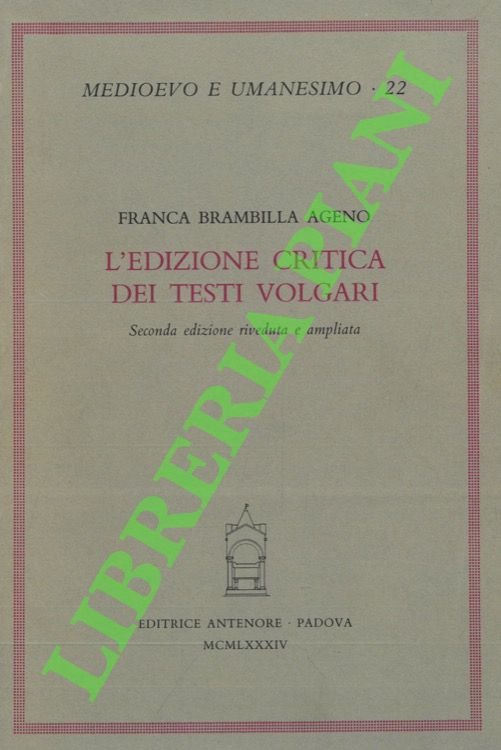 MEDIOEVO E UMANESIMO · 22
FRANCA BRAMBILLA AGENO
L'EDIZIONE CRITICA
DEI TESTI VOLGARI
Seconda edizione riveduta e ampliata
EDITRICE ANTENORE · PADOVA
MCMLXXXIV
LIBRERIA PIANI